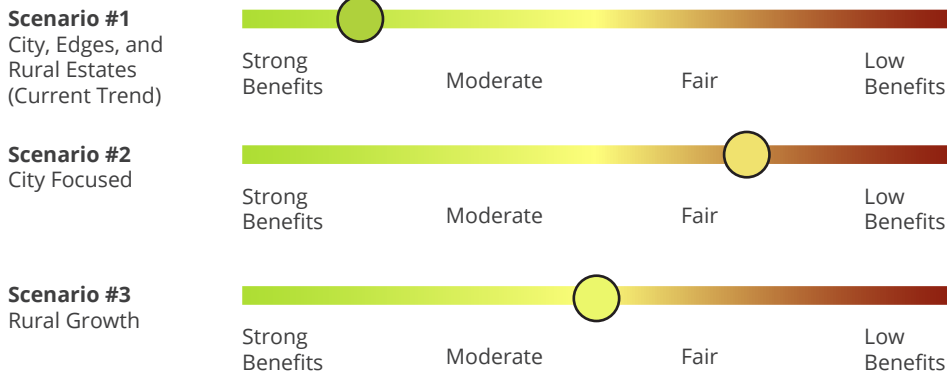 Scenario #1
City, Edges, and
Rural Estates
(Current Trend)
Strong
Benefits
Moderate
Fair
Low
Benefits
Scenario #2
City Focused
Strong
Benefits
Moderate
Fair
Low
Benefits
Scenario #3
Rural Growth
Strong
Benefits
Moderate
Fair
Low
Benefits